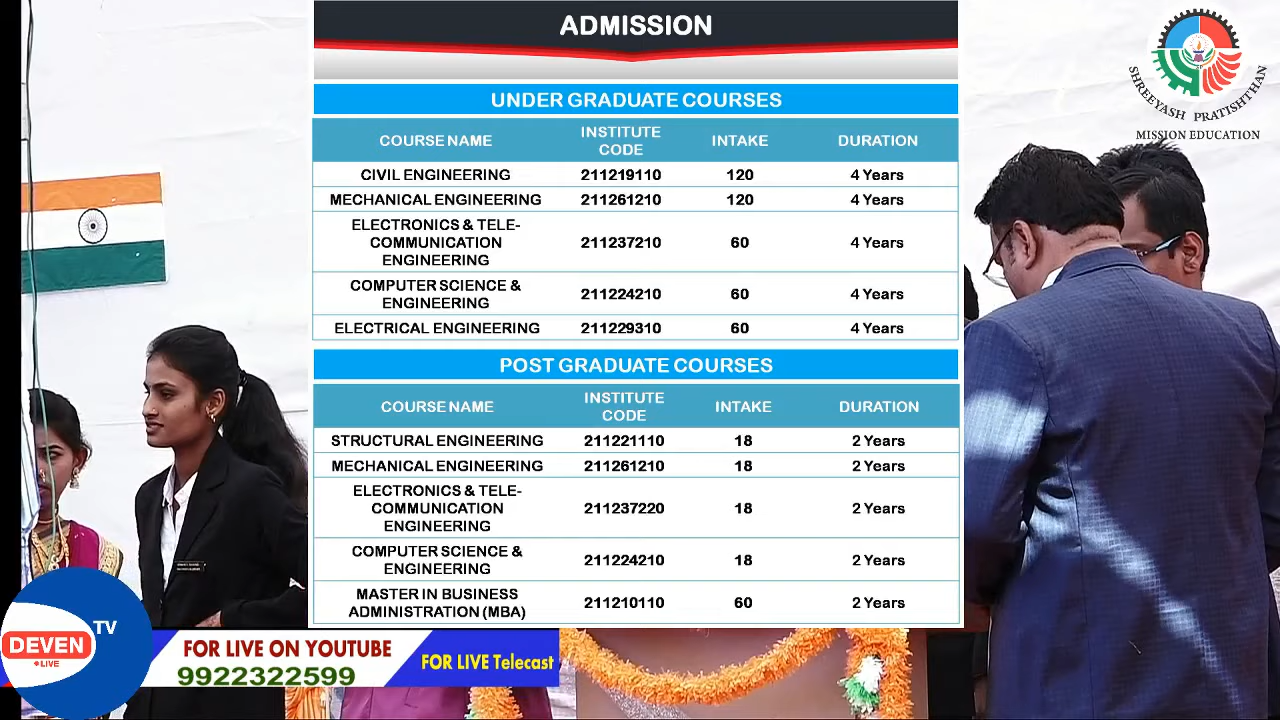 ADMISSION
UNDER GRADUATE COURSES
COURSE NAME INSTITUTE CODE INTAKE DURATION
CIVIL ENGINEERING 211219110 120 4 Years
MECHANICAL ENGINEERING 211261210 120 4 Years
ELECTRONICS & TELE-
COMMUNICATION
ENGINEERING 211237210 60 4 Years
COMPUTER SCIENCE &
ENGINEERING 211224210 60 4 Years
ELECTRICAL ENGINEERING 211229310 60 4 Years
POST GRADUATE COURSES
COURSE NAME INSTITUTE CODE INTAKE DURATION
STRUCTURAL ENGINEERING 211221110 18 2 Years
MECHANICAL ENGINEERING 211261210 18 2 Years
ELECTRONICS & TELE-
COMMUNICATION
ENGINEERING 211237220 18 2 Years
COMPUTER SCIENCE &
ENGINEERING 211224210 18 2 Years
MASTER IN BUSINESS
ADMINISTRATION (MBA) 211210110 60 2 Years
SHREEYASH PRATISHTHAN
MISSION EDUCATION
DEVEN TV
LIVE
FOR LIVE ON YOUTUBE
9922322599
FOR LIVE Telecast